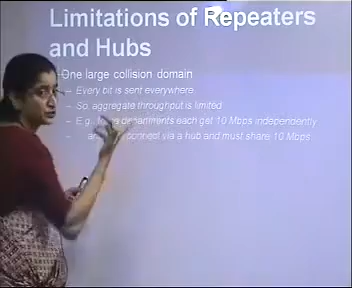 Limitations of Repeaters
and Hubs
One large collision domain
– Every bit is sent everywhere
– So, aggregate throughput is limited
– E.g., departments each get 10 Mbps independently
– connect via a hub and must share 10 Mbps